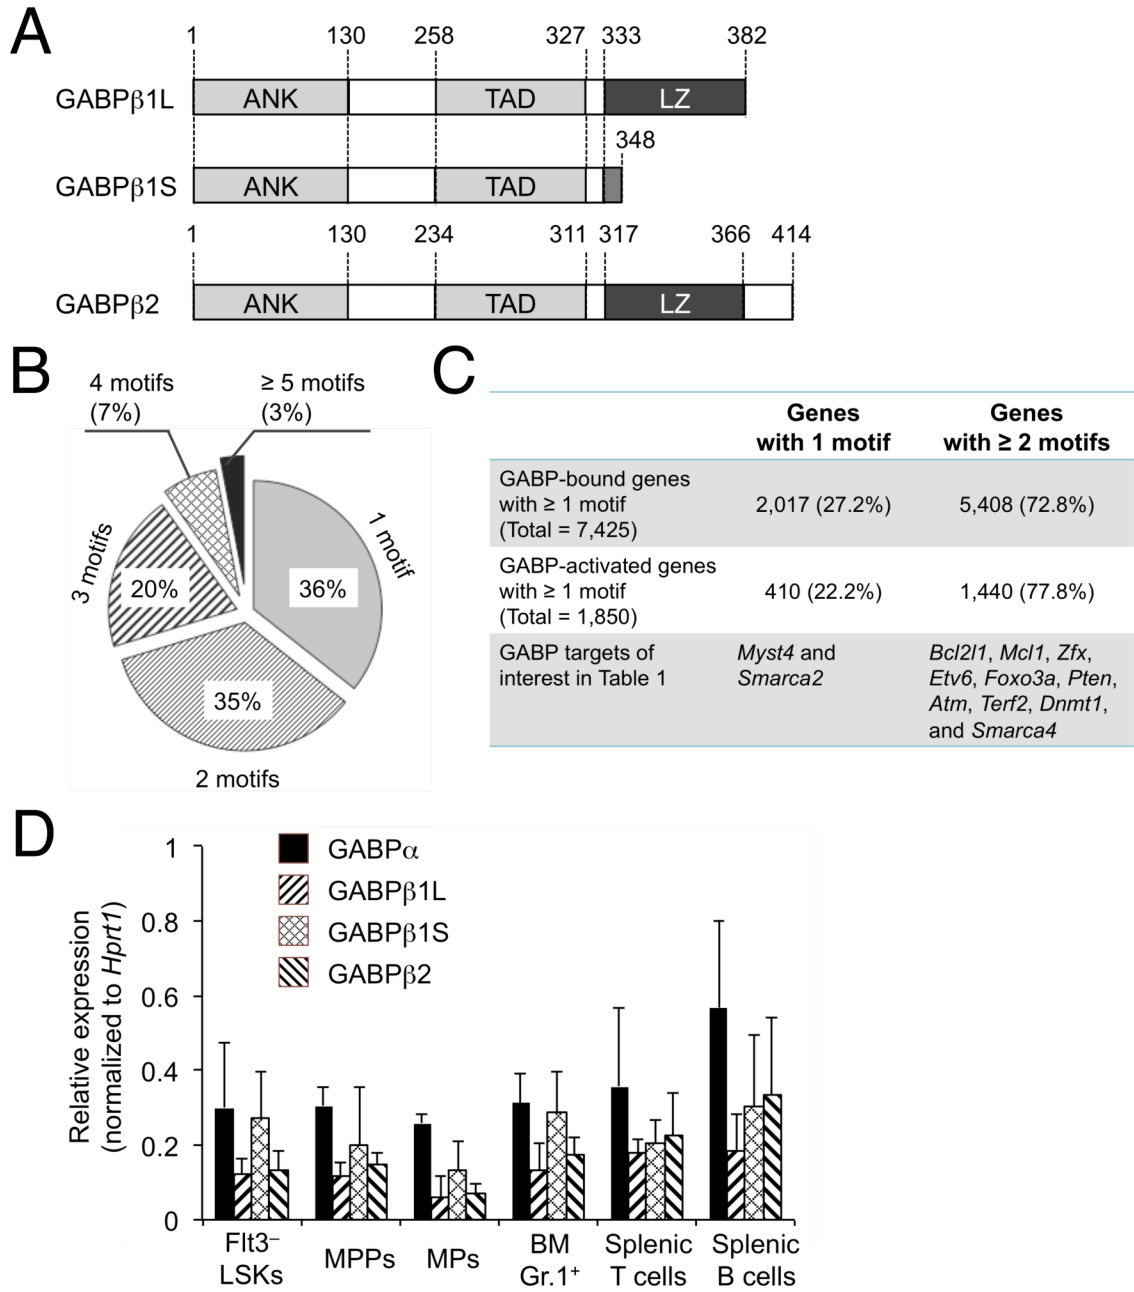 A
1 130 258 327 333 382
GABPβ1L ANK TAD LZ
348
GABPβ1S ANK TAD
1 130 234 311 317 366 414
GABPβ2 ANK TAD LZ
B
4 motifs
(7%)
≥ 5 motifs
(3%)
1 motif
36%
3 motifs
20%
35%
2 motifs
C
Genes
with 1 motif
Genes
with ≥ 2 motifs
GABP-bound genes
with ≥ 1 motif
(Total = 7,425)
2,017 (27.2%)
5,408 (72.8%)
GABP-activated genes
with ≥ 1 motif
(Total = 1,850)
410 (22.2%)
1,440 (77.8%)
GABP targets of
interest in Table 1
Myst4 and
Smarca2
Bcl2l1, Mcl1, Zfx,
Etv6, Foxo3a, Pten,
Atm, Terf2, Dnmt1,
and Smarca4
D
Relative expression
(normalized to Hprt1)
1
0.8
0.6
0.4
0.2
0
GABPα
GABPβ1L
GABPβ1S
GABPβ2
Flt3⁻
LSKs
MPPs
MPs
BM
Gr.1⁺
Splenic
T cells
Splenic
B cells